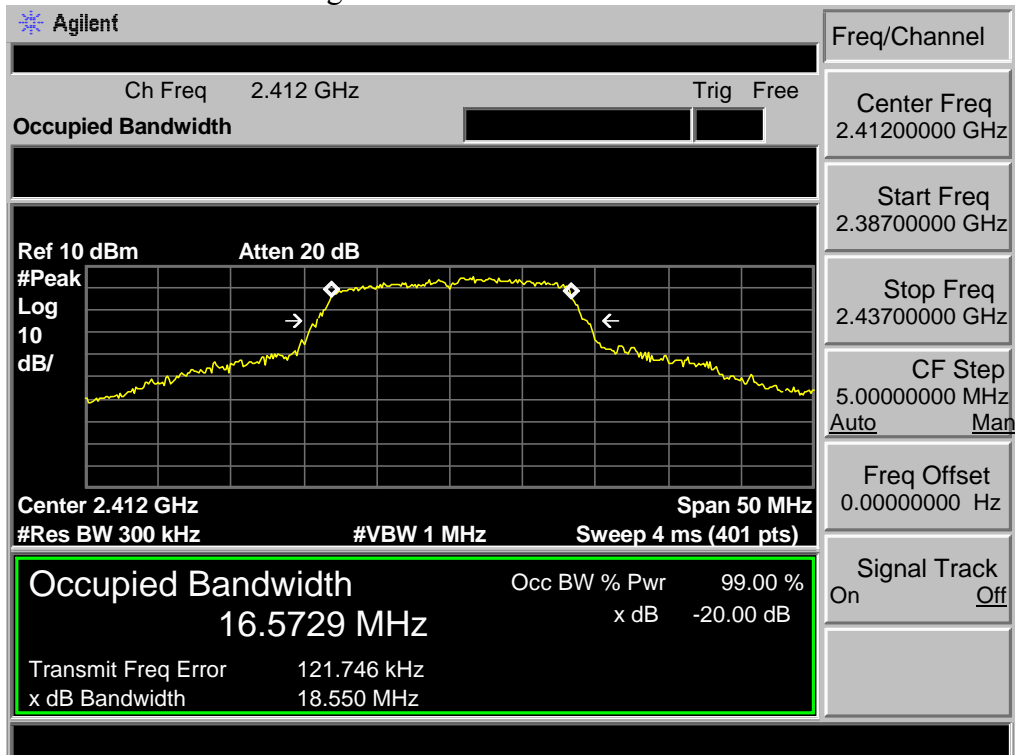 Agilent
Freq/Channel
Ch Freq 2.412 GHz Trig Free
Occupied Bandwidth
Center Freq
2.41200000 GHz
Start Freq
2.38700000 GHz
Stop Freq
2.43700000 GHz
CF Step
5.00000000 MHz
Auto Man
Freq Offset
0.00000000 Hz
Signal Track
On Off
Ref 10 dBm Atten 20 dB
#Peak
Log
10
dB/
Center 2.412 GHz Span 50 MHz
#Res BW 300 kHz #VBW 1 MHz Sweep 4 ms (401 pts)
Occupied Bandwidth Occ BW % Pwr 99.00 %
16.5729 MHz x dB -20.00 dB
Transmit Freq Error 121.746 kHz
x dB Bandwidth 18.550 MHz